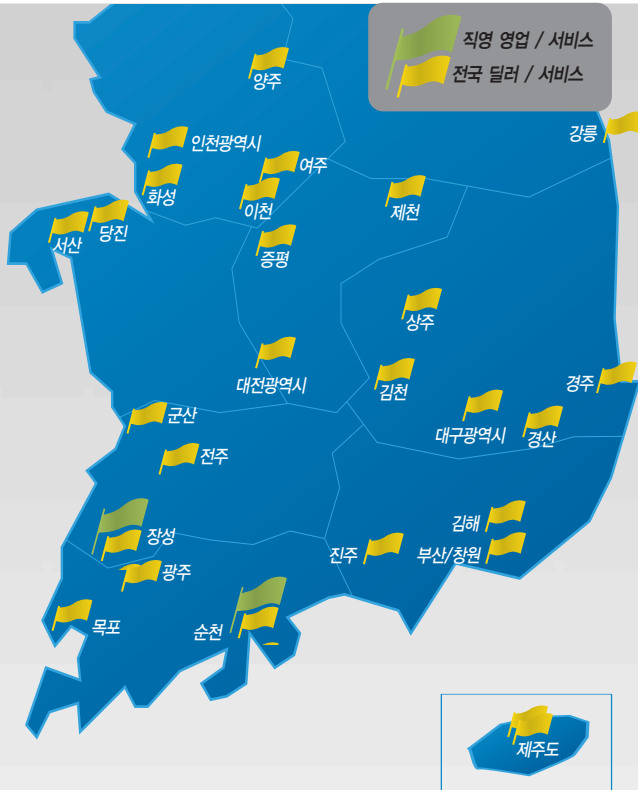 직영 영업 / 서비스
전국 딜러 / 서비스
양주
강릉
인천광역시
여주
화성
이천
제천
당진
서산
증평
상주
대전광역시
김천
경주
군산
대구광역시
경산
전주
장성
김해
진주
부산/창원
광주
목포
순천
제주도